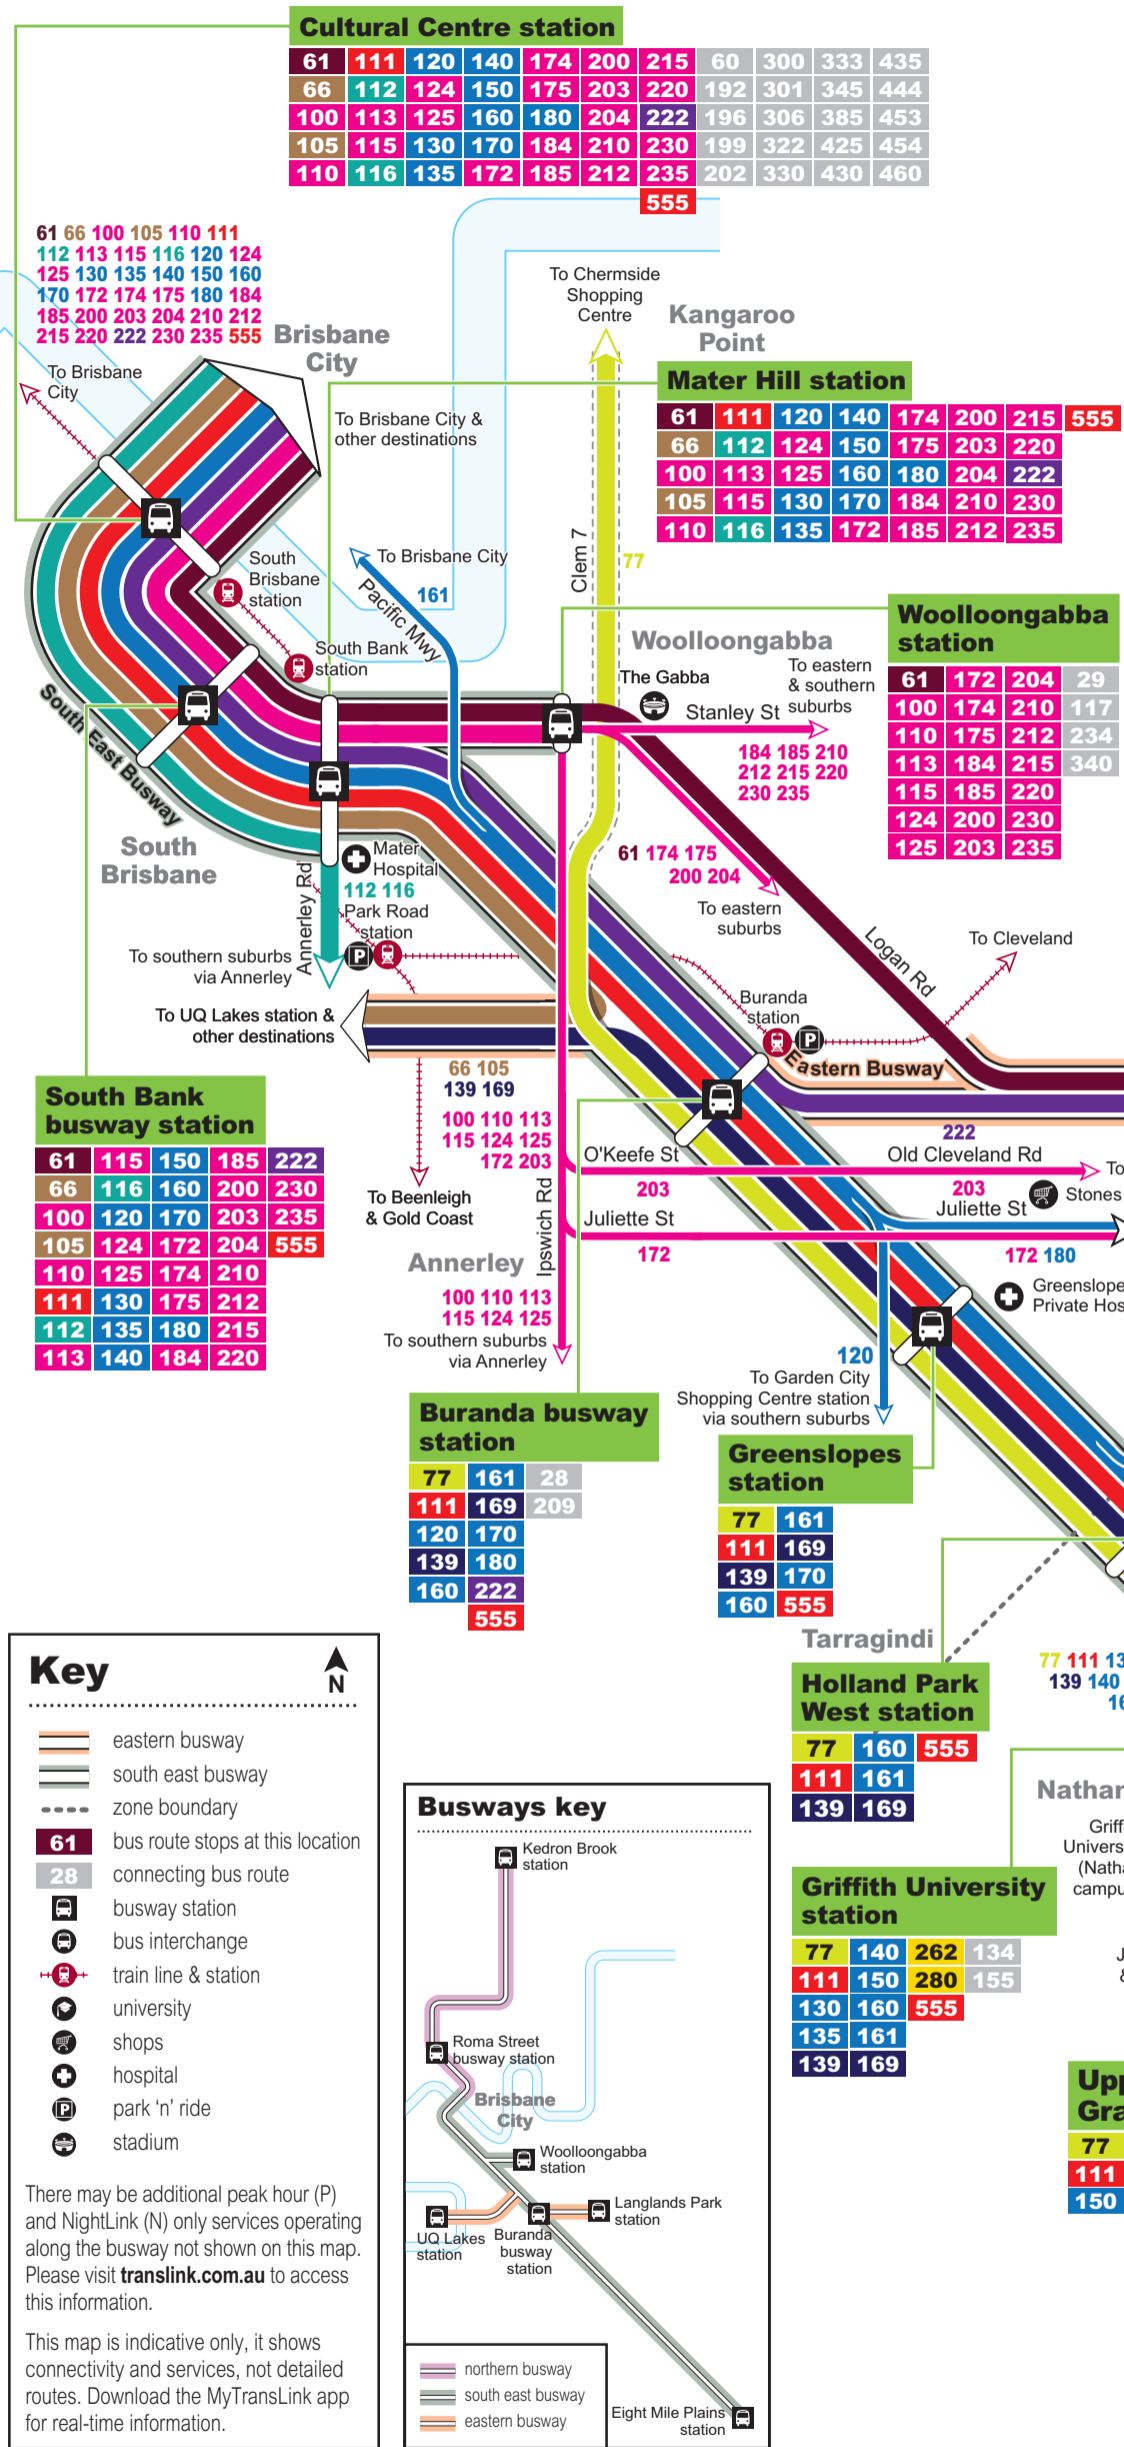 Cultural Centre station
61 111 120 140 174 200 215 60 300 333 435
66 112 124 150 175 203 220 192 301 345 444
100 113 125 160 180 204 222 196 306 385 453
105 115 130 170 184 210 230 199 322 425 454
110 116 135 172 185 212 235 202 330 430 460
555
61 66 100 105 110 111
112 113 115 116 120 124
125 130 135 140 150 160
170 172 174 175 180 184
185 200 203 204 210 212
215 220 222 230 235 555
Brisbane
City
To Brisbane
City
To Chermside
Shopping
Centre
Kangaroo
Point
Mater Hill station
61 111 120 140 174 200 215 555
66 112 124 150 175 203 220
100 113 125 160 180 204 222
105 115 130 170 184 210 230
110 116 135 172 185 212 235
To Brisbane City &
other destinations
Clem 7
77
To Brisbane City
161
Pacific Mwy
South
Brisbane
station
South Bank
station
South East Busway
Woolloongabba
Woolloongabba
station
61 172 204 29
100 174 210 117
110 175 212 234
113 184 215 340
115 185 220
124 200 230
125 203 235
The Gabba
To eastern
& southern
suburbs
Stanley St
184 185 210
212 215 220
230 235
South
Brisbane
Mater
Hospital
112 116
Annerley Rd
Park Road
station
To southern suburbs
via Annerley
61 174 175
200 204
To eastern
suburbs
Logan Rd
To Cleveland
Buranda
station
Eastern Busway
To UQ Lakes station &
other destinations
66 105
139 169
100 110 113
115 124 125
172 203
South Bank
busway station
61 115 150 185 222
66 116 160 200 230
100 120 170 203 235
105 124 172 204 555
110 125 174 210
111 130 175 212
112 135 180 215
113 140 184 220
222
Old Cleveland Rd
O'Keefe St
203
203
To
Stones
Juliette St
Juliette St
172
172 180
To Beenleigh
& Gold Coast
Ipswich Rd
Annerley
100 110 113
115 124 125
To southern suburbs
via Annerley
Greenslope
Private Hos
120
To Garden City
Shopping Centre station
via southern suburbs
Buranda busway
station
77 161 28
111 169 209
120 170
139 180
160 222
555
Greenslopes
station
77 161
111 169
139 170
160 555
Tarragindi
77 111 13
139 140
16
Holland Park
West station
77 160 555
111 161
139 169
Nathan
Griff
Univers
(Natha
campu
J
&
Griffith University
station
77 140 262 134
111 150 280 155
130 160 555
135 161
139 169
Upp
Gra
77
111
150
Key
N
eastern busway
south east busway
zone boundary
61 bus route stops at this location
28 connecting bus route
busway station
bus interchange
train line & station
university
shops
hospital
P park 'n' ride
stadium
There may be additional peak hour (P)
and NightLink (N) only services operating
along the busway not shown on this map.
Please visit translink.com.au to access
this information.
This map is indicative only, it shows
connectivity and services, not detailed
routes. Download the MyTransLink app
for real-time information.
Busways key
Kedron Brook
station
Roma Street
busway station
Brisbane
City
Woolloongabba
station
Langlands Park
station
UQ Lakes
station
Buranda
busway
station
Eight Mile Plains
station
northern busway
south east busway
eastern busway